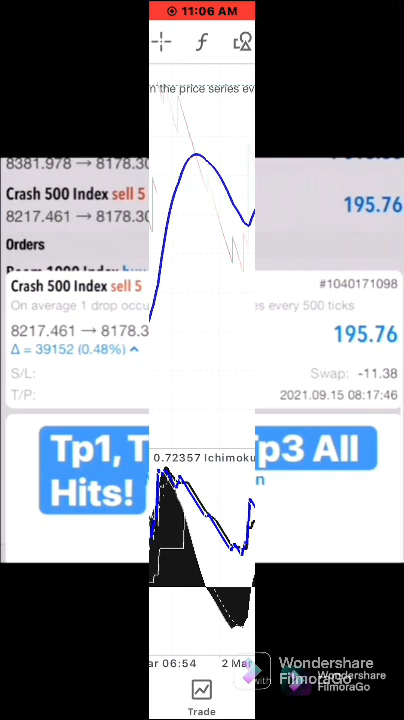 11:06 AM
n the price series ev
8381.978 → 8178.30
Crash 500 Index sell 5
8217.461 → 8178.30
195.76
Orders
Crash 500 Index sell 5
#1040171098
On average 1 drop occu
es every 500 ticks
8217.461 → 8178.3
195.76
Δ = 39152 (0.48%)
S/L:
Swap: -11.38
T/P:
2021.09.15 08:17:46
Tp1, T
Tp3 All
Hits!
n
0.72357 Ichimoku
ar 06:54
2 Mar
Wondershare
FilmoraGo
with
Wondershare
FilmoraGo
Trade